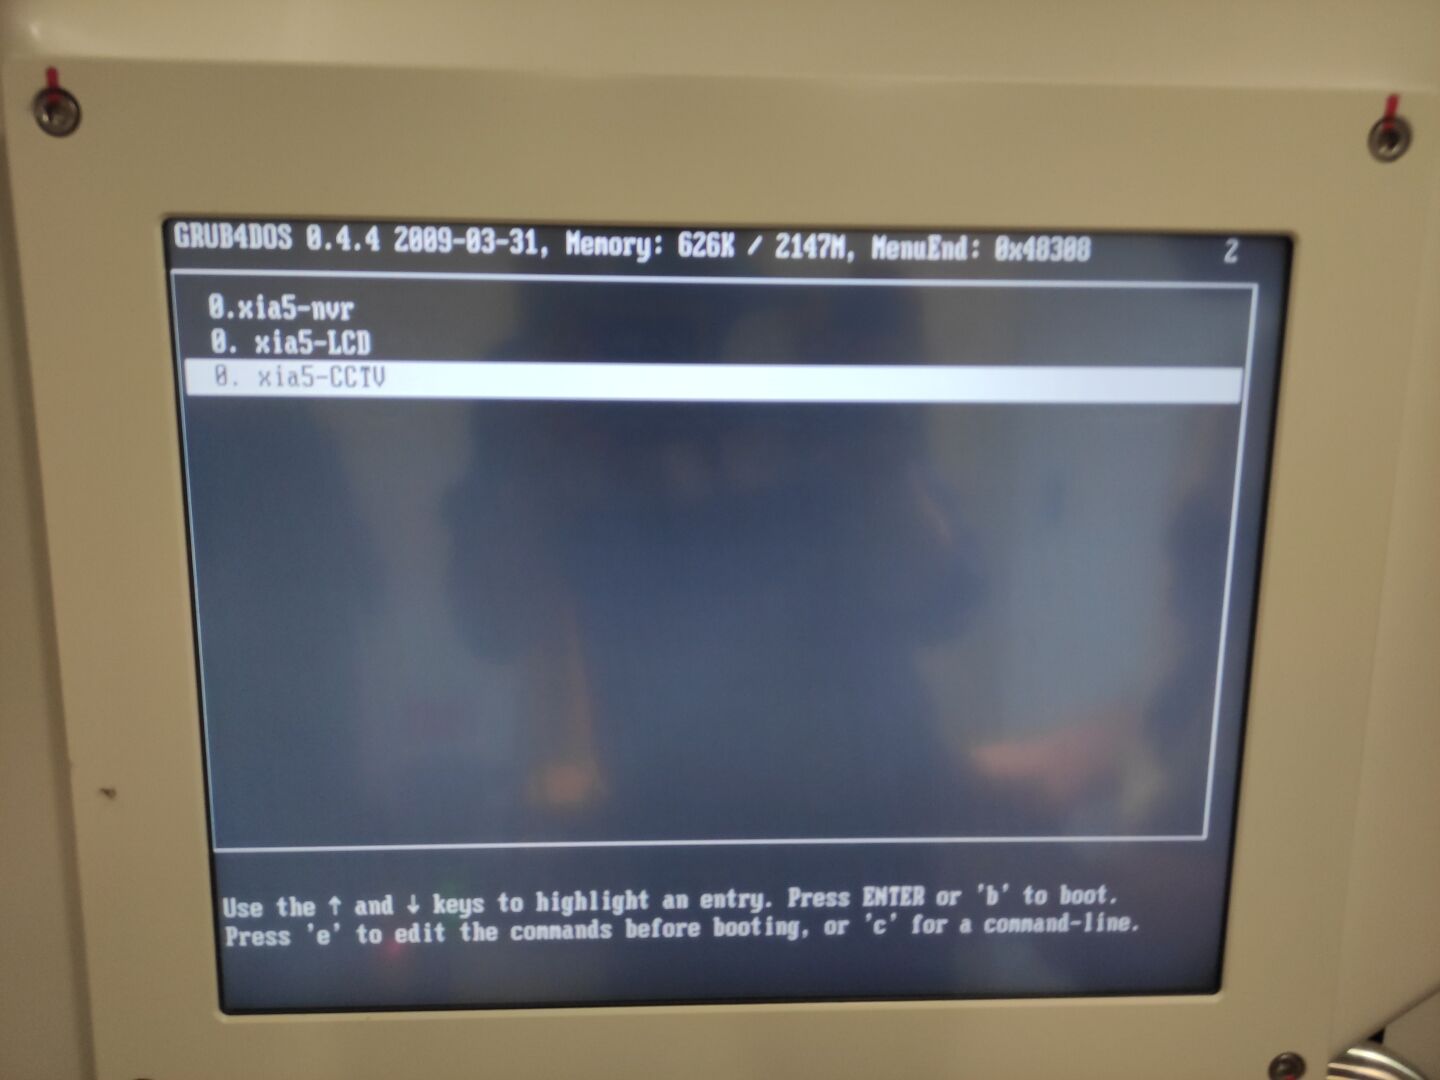 GRUB4DOS 0.4.4 2009-03-31, Memory: 626K / 2147M, MenuEnd: 0x48308 2
0.xia5-nvr
0. xia5-LCD
0. xia5-CCTV
Use the ↑ and ↓ keys to highlight an entry. Press ENTER or 'b' to boot.
Press 'e' to edit the commands before booting, or 'c' for a command-line.